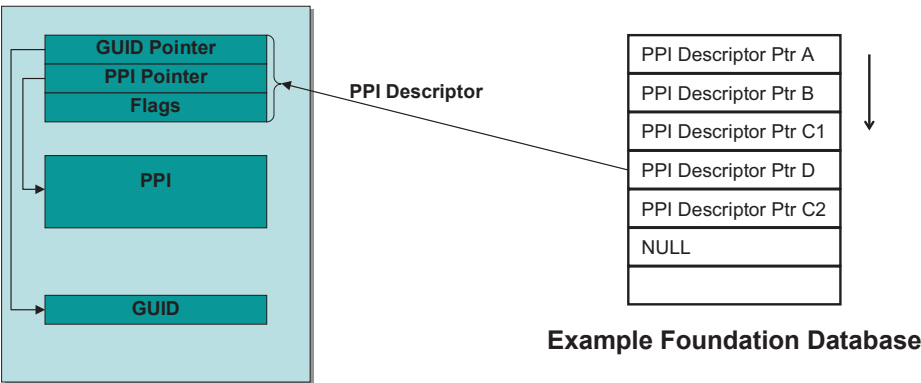 GUID Pointer
PPI Pointer
Flags
PPI
GUID
PPI Descriptor
PPI Descriptor Ptr A
PPI Descriptor Ptr B
PPI Descriptor Ptr C1
PPI Descriptor Ptr D
PPI Descriptor Ptr C2
NULL
Example Foundation Database